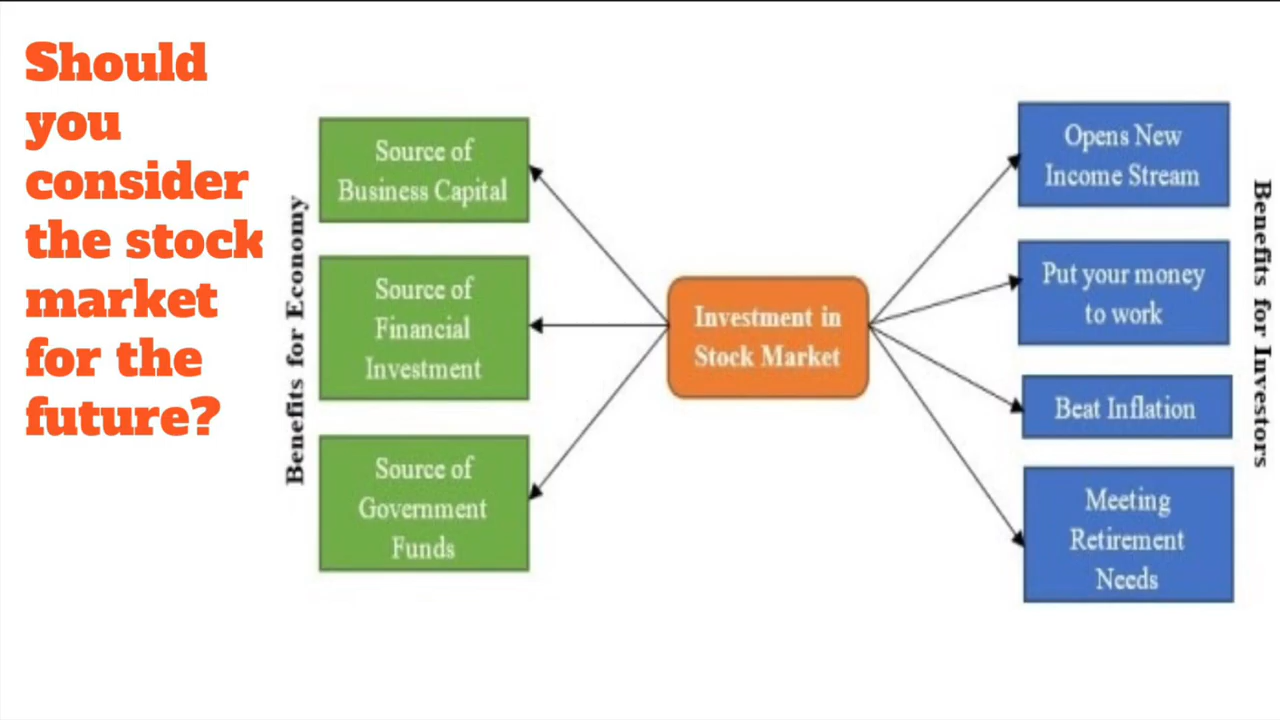 Should
you
consider
the stock
market
for the
future?
Benefits for Economy
Source of
Business Capital
Source of
Financial
Investment
Source of
Government
Funds
Investment in
Stock Market
Opens New
Income Stream
Put your money
to work
Beat Inflation
Meeting
Retirement
Needs
Benefits for Investors